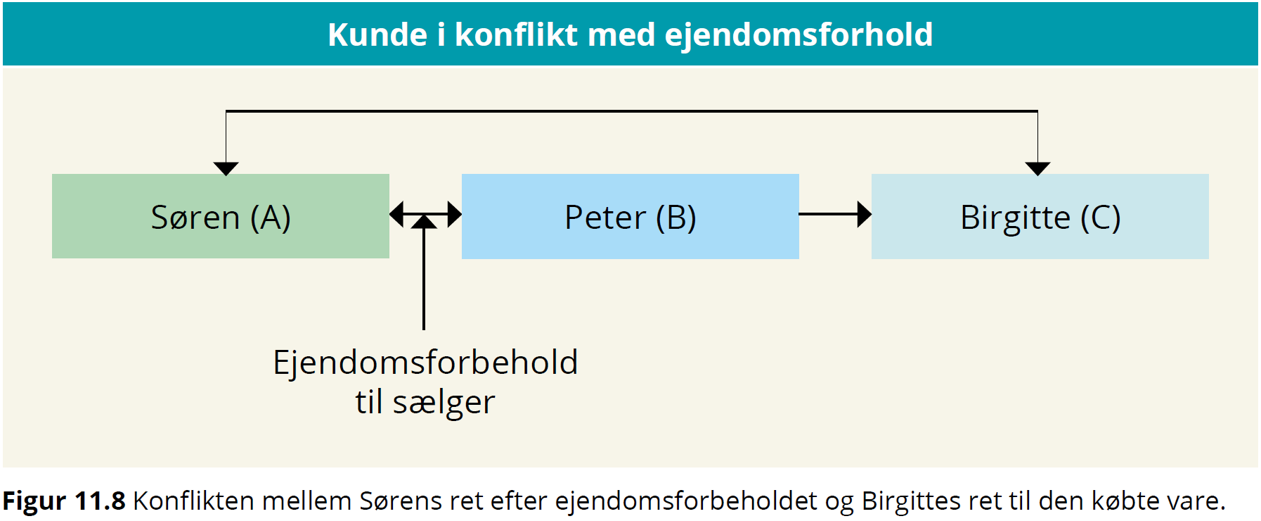 Kunde i konflikt med ejendomsforhold
Søren (A)
Peter (B)
Birgitte (C)
Ejendomsforbehold
til sælger
Figur 11.8 Konflikten mellem Sørens ret efter ejendomsforbeholdet og Birgittes ret til den købte vare.